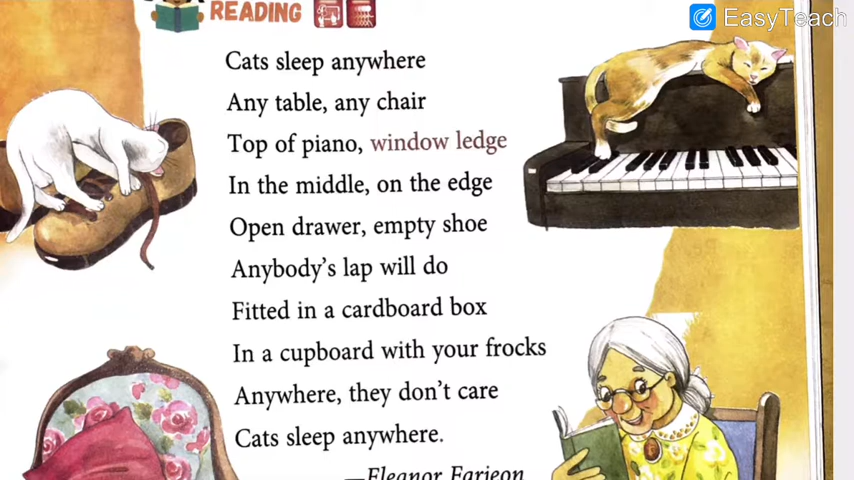 READING
EasyTeach
Cats sleep anywhere
Any table, any chair
Top of piano, window ledge
In the middle, on the edge
Open drawer, empty shoe
Anybody's lap will do
Fitted in a cardboard box
In a cupboard with your frocks
Anywhere, they don't care
Cats sleep anywhere.
—Eleanor Farjeon